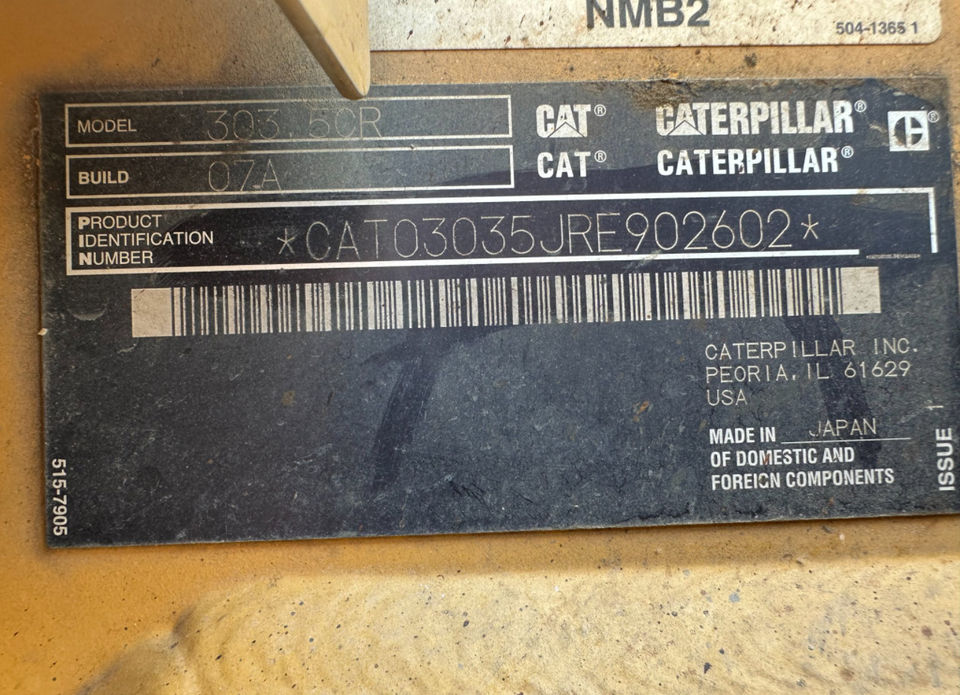 NMB2
504-1365 1
MODEL 303.5CR
BUILD 07A
CAT® CATERPILLAR® C®
CAT® CATERPILLAR®
PRODUCT
IDENTIFICATION
NUMBER
*CAT03035JRE902602*
CATERPILLAR INC.
PEORIA, IL 61629
USA
MADE IN JAPAN
OF DOMESTIC AND
FOREIGN COMPONENTS
515-7905
ISSUE 1